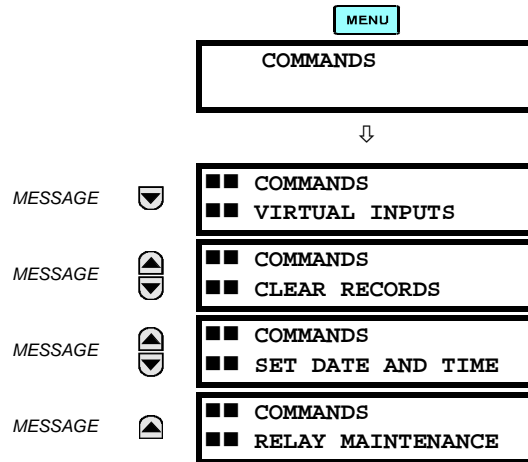 MENU
COMMANDS
⇩
MESSAGE
■■ COMMANDS
■■ VIRTUAL INPUTS
MESSAGE
■■ COMMANDS
■■ CLEAR RECORDS
MESSAGE
■■ COMMANDS
■■ SET DATE AND TIME
MESSAGE
■■ COMMANDS
■■ RELAY MAINTENANCE